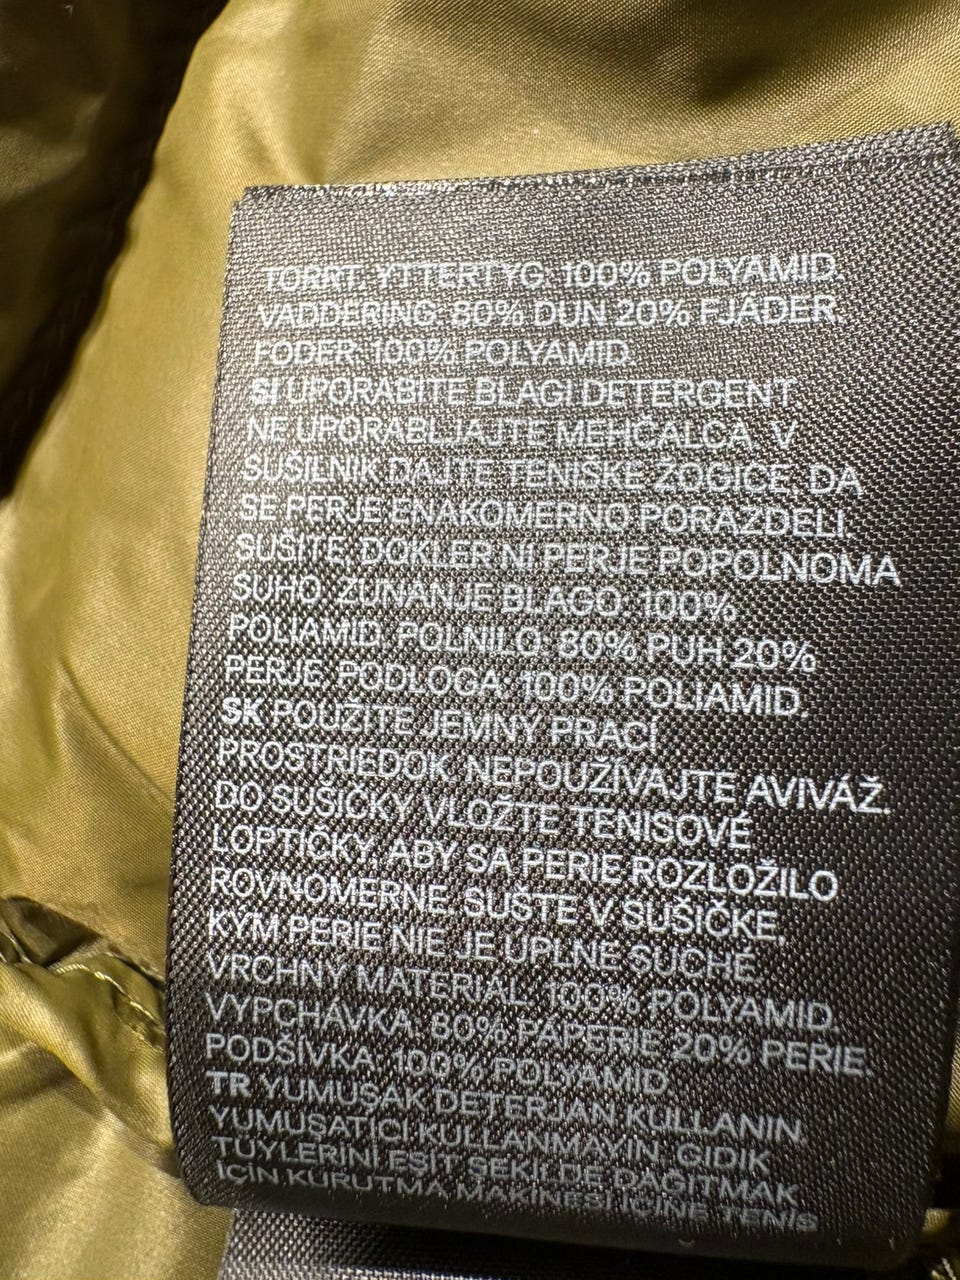 TORRT. YTTERTYG: 100% POLYAMID.
VADDERING: 80% DUN 20% FJÄDER.
FODER: 100% POLYAMID.
SI UPORABITE BLAGI DETERGENT.
NE UPORABLJAJTE MEHČALCA. V
SUŠILNIK DAJTE TENIŠKE ŽOGICE, DA
SE PERJE ENAKOMERNO PORAZDELI.
SUŠITE, DOKLER NI PERJE POPOLNOMA
SUHO. ZUNANJE BLAGO: 100%
POLIAMID. POLNILO: 80% PUH 20%
PERJE. PODLOGA: 100% POLIAMID.
SK POUŽITE JEMNÝ PRACÍ
PROSTRIEDOK. NEPOUŽÍVAJTE AVIVÁŽ.
DO SUŠIČKY VLOŽTE TENISOVÉ
LOPTIČKY, ABY SA PERIE ROZLOŽILO
ROVNOMERNE. SUŠTE V SUŠIČKE,
KÝM PERIE NIE JE ÚPLNE SUCHÉ.
VRCHNÝ MATERIÁL: 100% POLYAMID.
VYPCHÁVKA: 80% PÁPERIE 20% PERIE.
PODŠÍVKA: 100% POLYAMID.
TR YUMUŞAK DETERJAN KULLANIN.
YUMUŞATICI KULLANMAYIN. GIDIK
TÜYLERİNİ EŞİT ŞEKİLDE DAĞITMAK
İÇİN KURUTMA MAKİNESİ İÇİNE TENİS